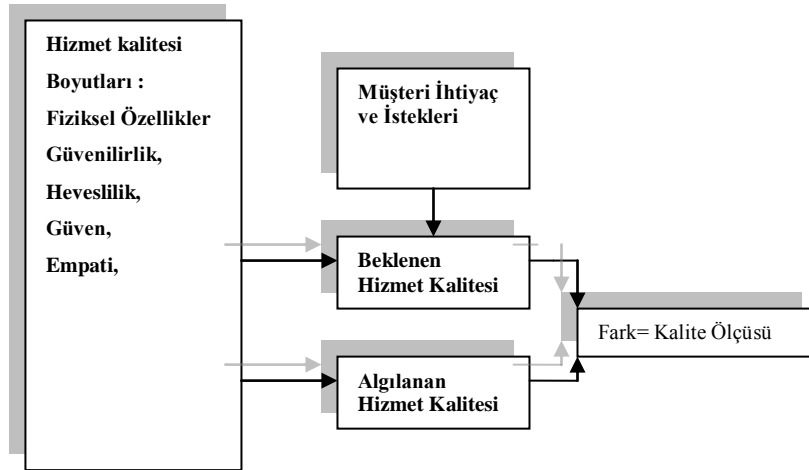 Hizmet kalitesi
Boyutları :
Fiziksel Özellikler
Güvenilirlik,
Heveslilik,
Güven,
Empati,
Müşteri İhtiyaç
ve İstekleri
Beklenen
Hizmet Kalitesi
Algılanan
Hizmet Kalitesi
Fark= Kalite Ölçüsü